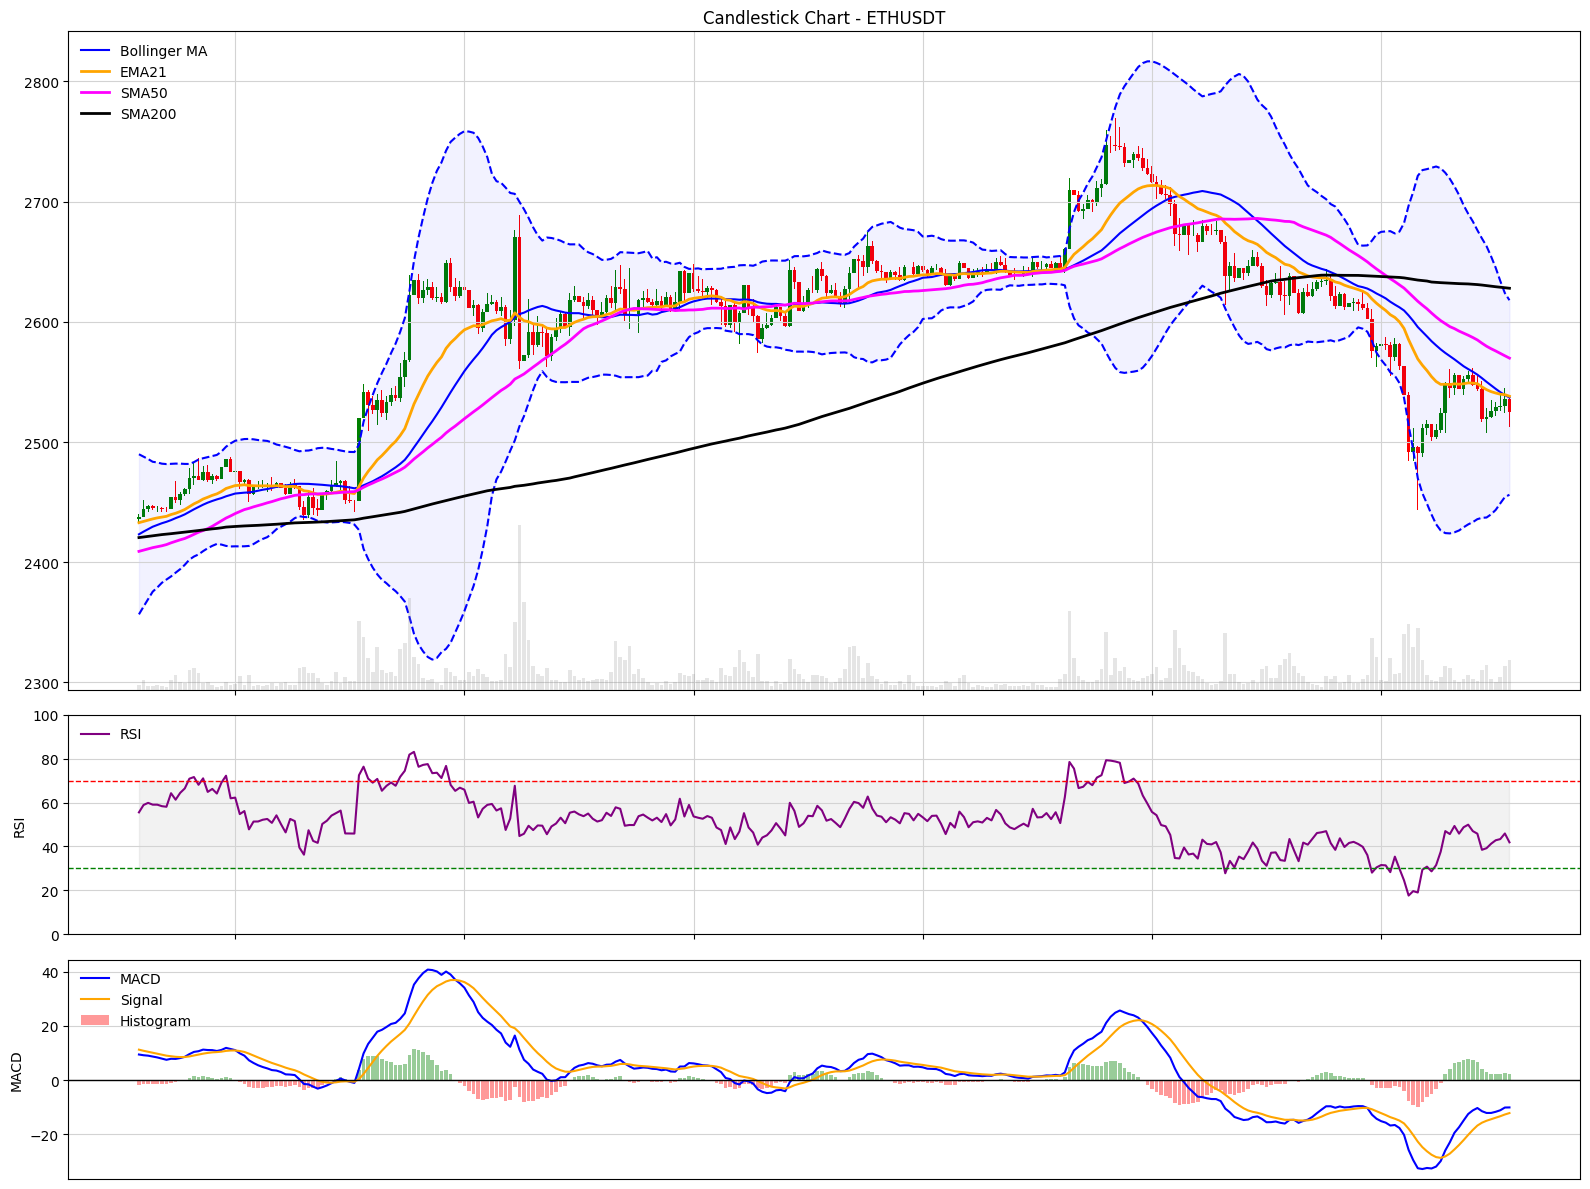 Candlestick Chart - ETHUSDT
Bollinger MA
EMA21
SMA50
SMA200
2800
2700
2600
2500
2400
2300
RSI
100
80
60
40
20
0
RSI
MACD
Signal
Histogram
40
20
0
−20
MACD